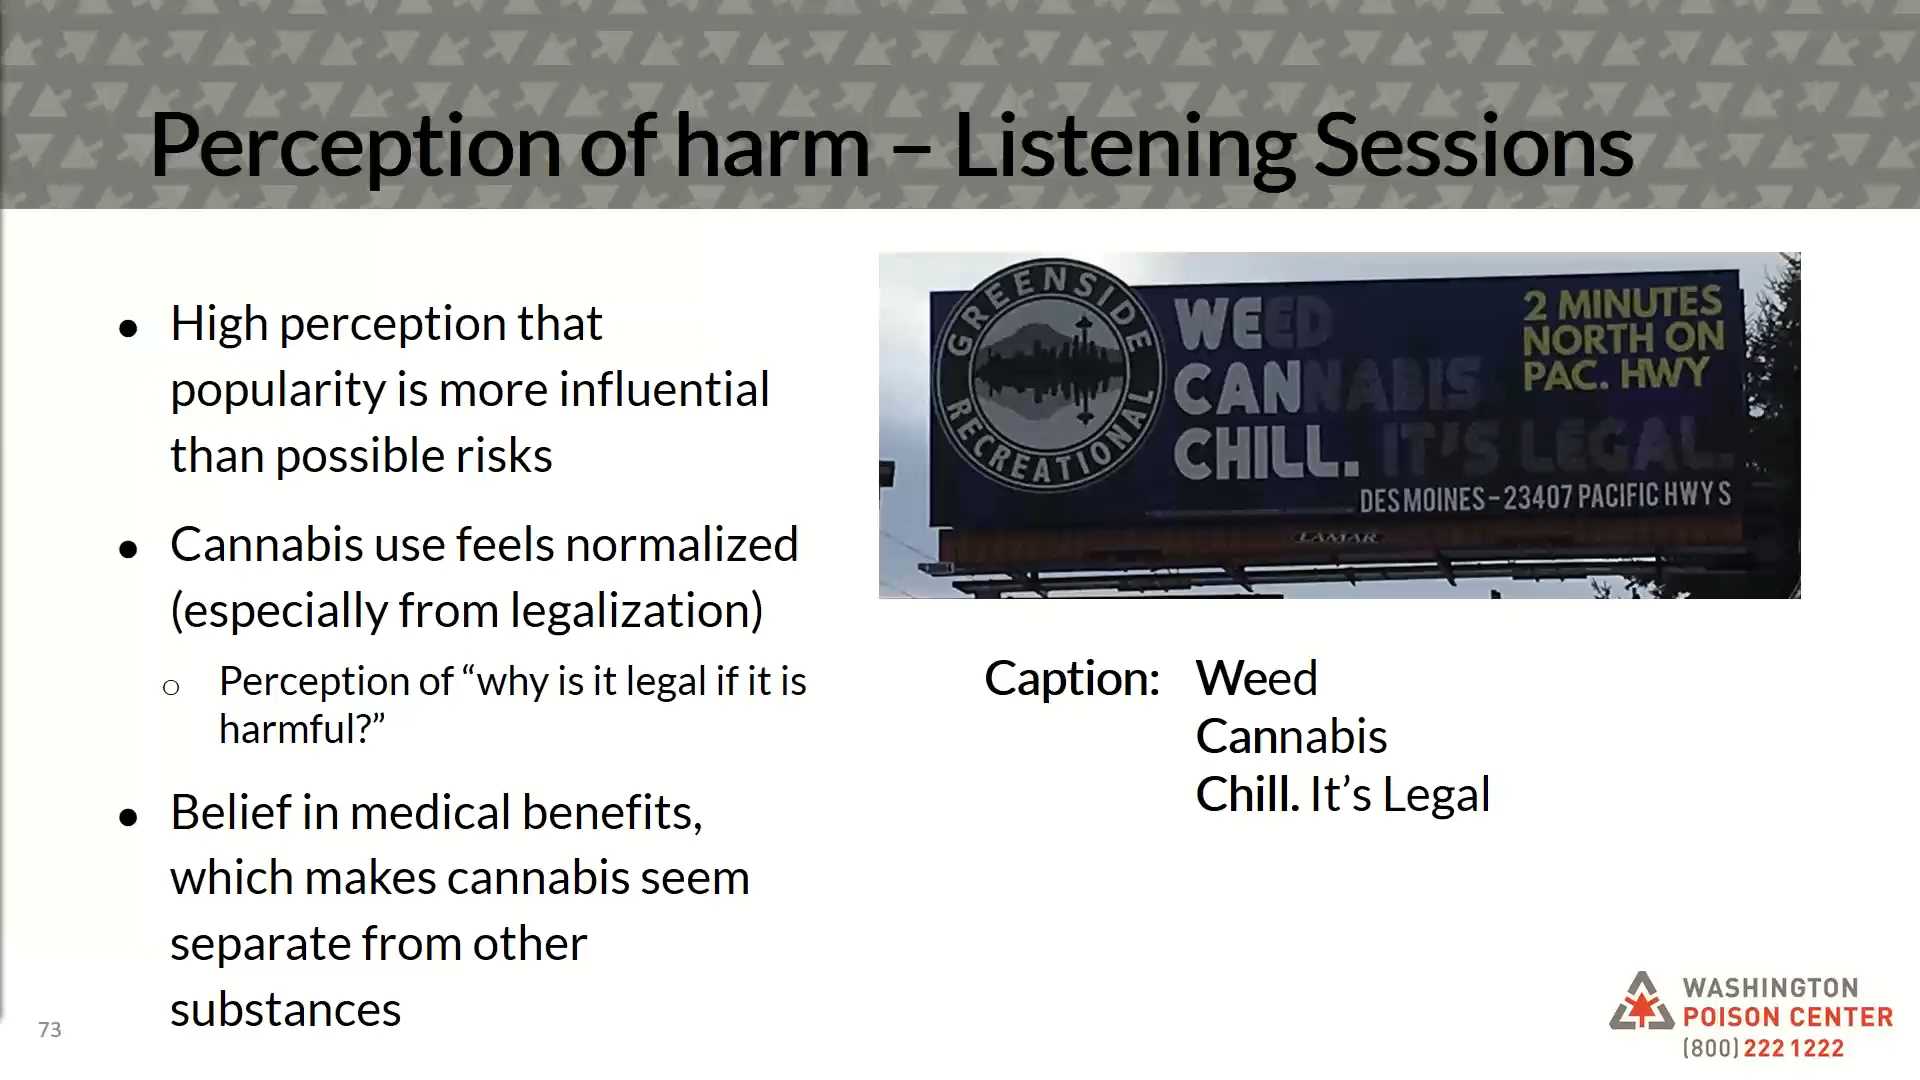 Perception of harm – Listening Sessions
● High perception that
popularity is more influential
than possible risks
● Cannabis use feels normalized
(especially from legalization)
○ Perception of “why is it legal if it is
harmful?”
● Belief in medical benefits,
which makes cannabis seem
separate from other
substances
GREENSIDE
RECREATIONAL
WEED
CANNABIS
CHILL. IT'S LEGAL.
2 MINUTES
NORTH ON
PAC. HWY
DES MOINES – 23407 PACIFIC HWY S
LAMAR
Caption: Weed
Cannabis
Chill. It’s Legal
73
WASHINGTON
POISON CENTER
(800) 222 1222